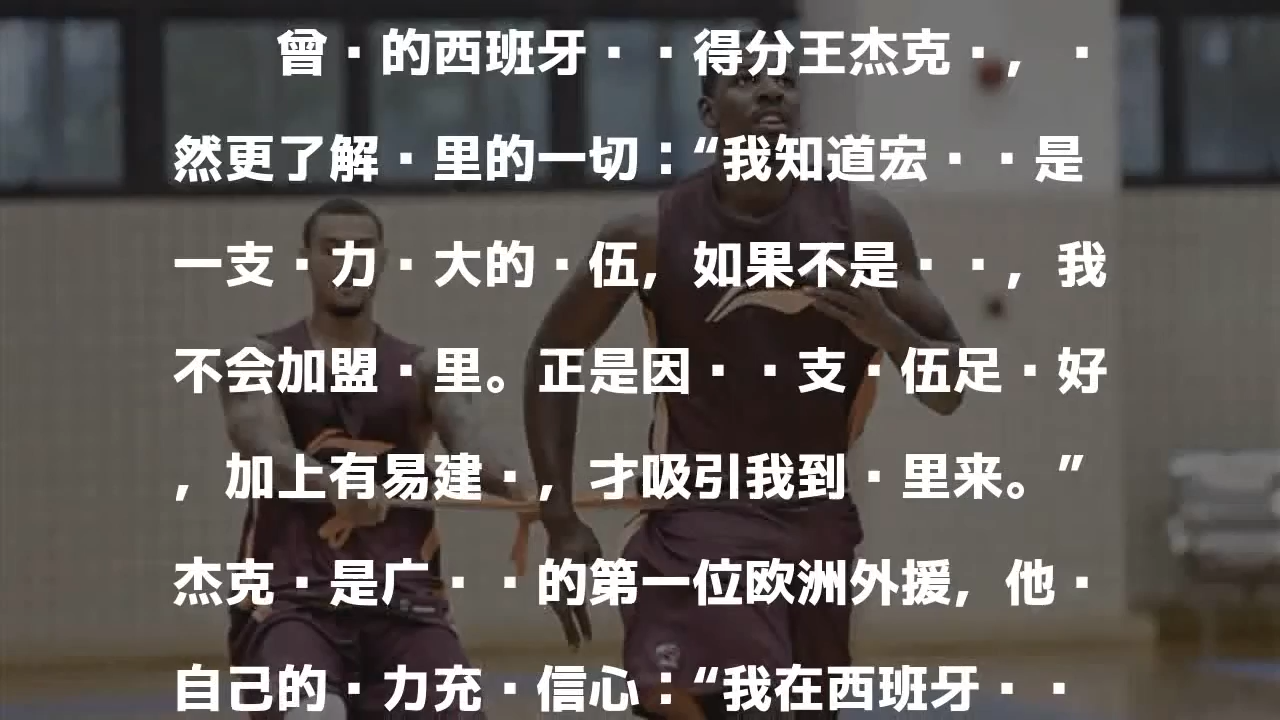 曾·的西班牙··得分王杰克·，·
然更了解·里的一切：“我知道宏··是
一支·力·大的·伍，如果不是··，我
不会加盟·里。正是因··支·伍足·好
，加上有易建·，才吸引我到·里来。”
杰克·是广··的第一位欧洲外援，他·
自己的·力充·信心：“我在西班牙··